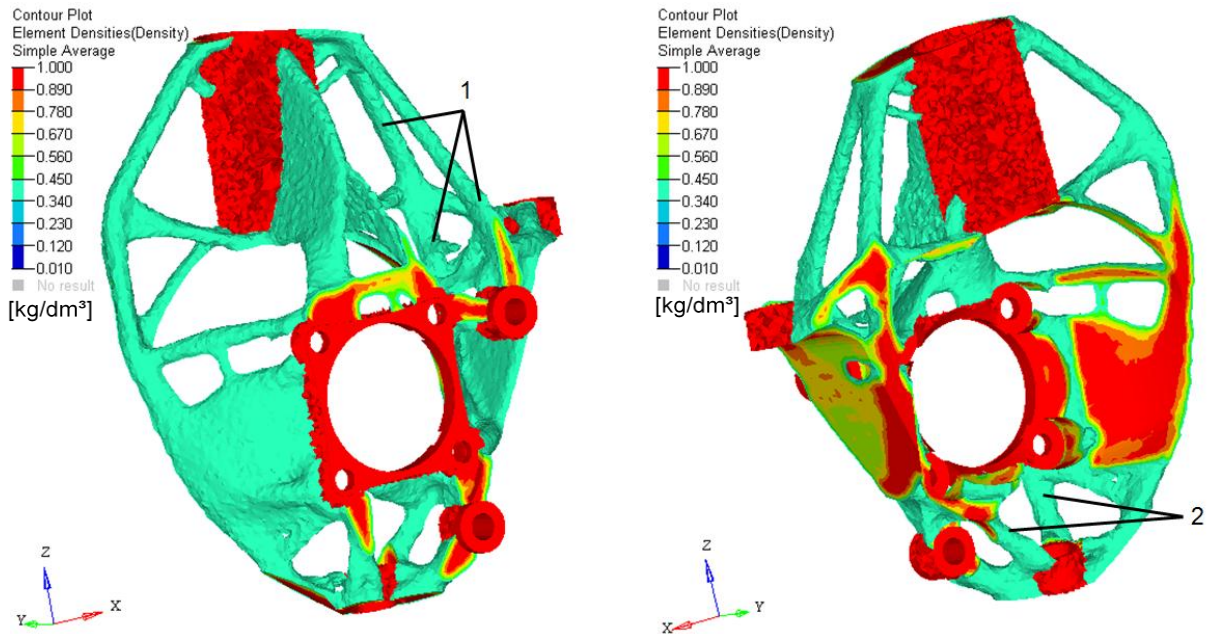 Contour Plot
Element Densities(Density)
Simple Average
1.000
0.890
0.780
0.670
0.560
0.450
0.340
0.230
0.120
0.010
No result
[kg/dm³]
1
Z
Y
X
Contour Plot
Element Densities(Density)
Simple Average
1.000
0.890
0.780
0.670
0.560
0.450
0.340
0.230
0.120
0.010
No result
[kg/dm³]
2
Z
X
Y